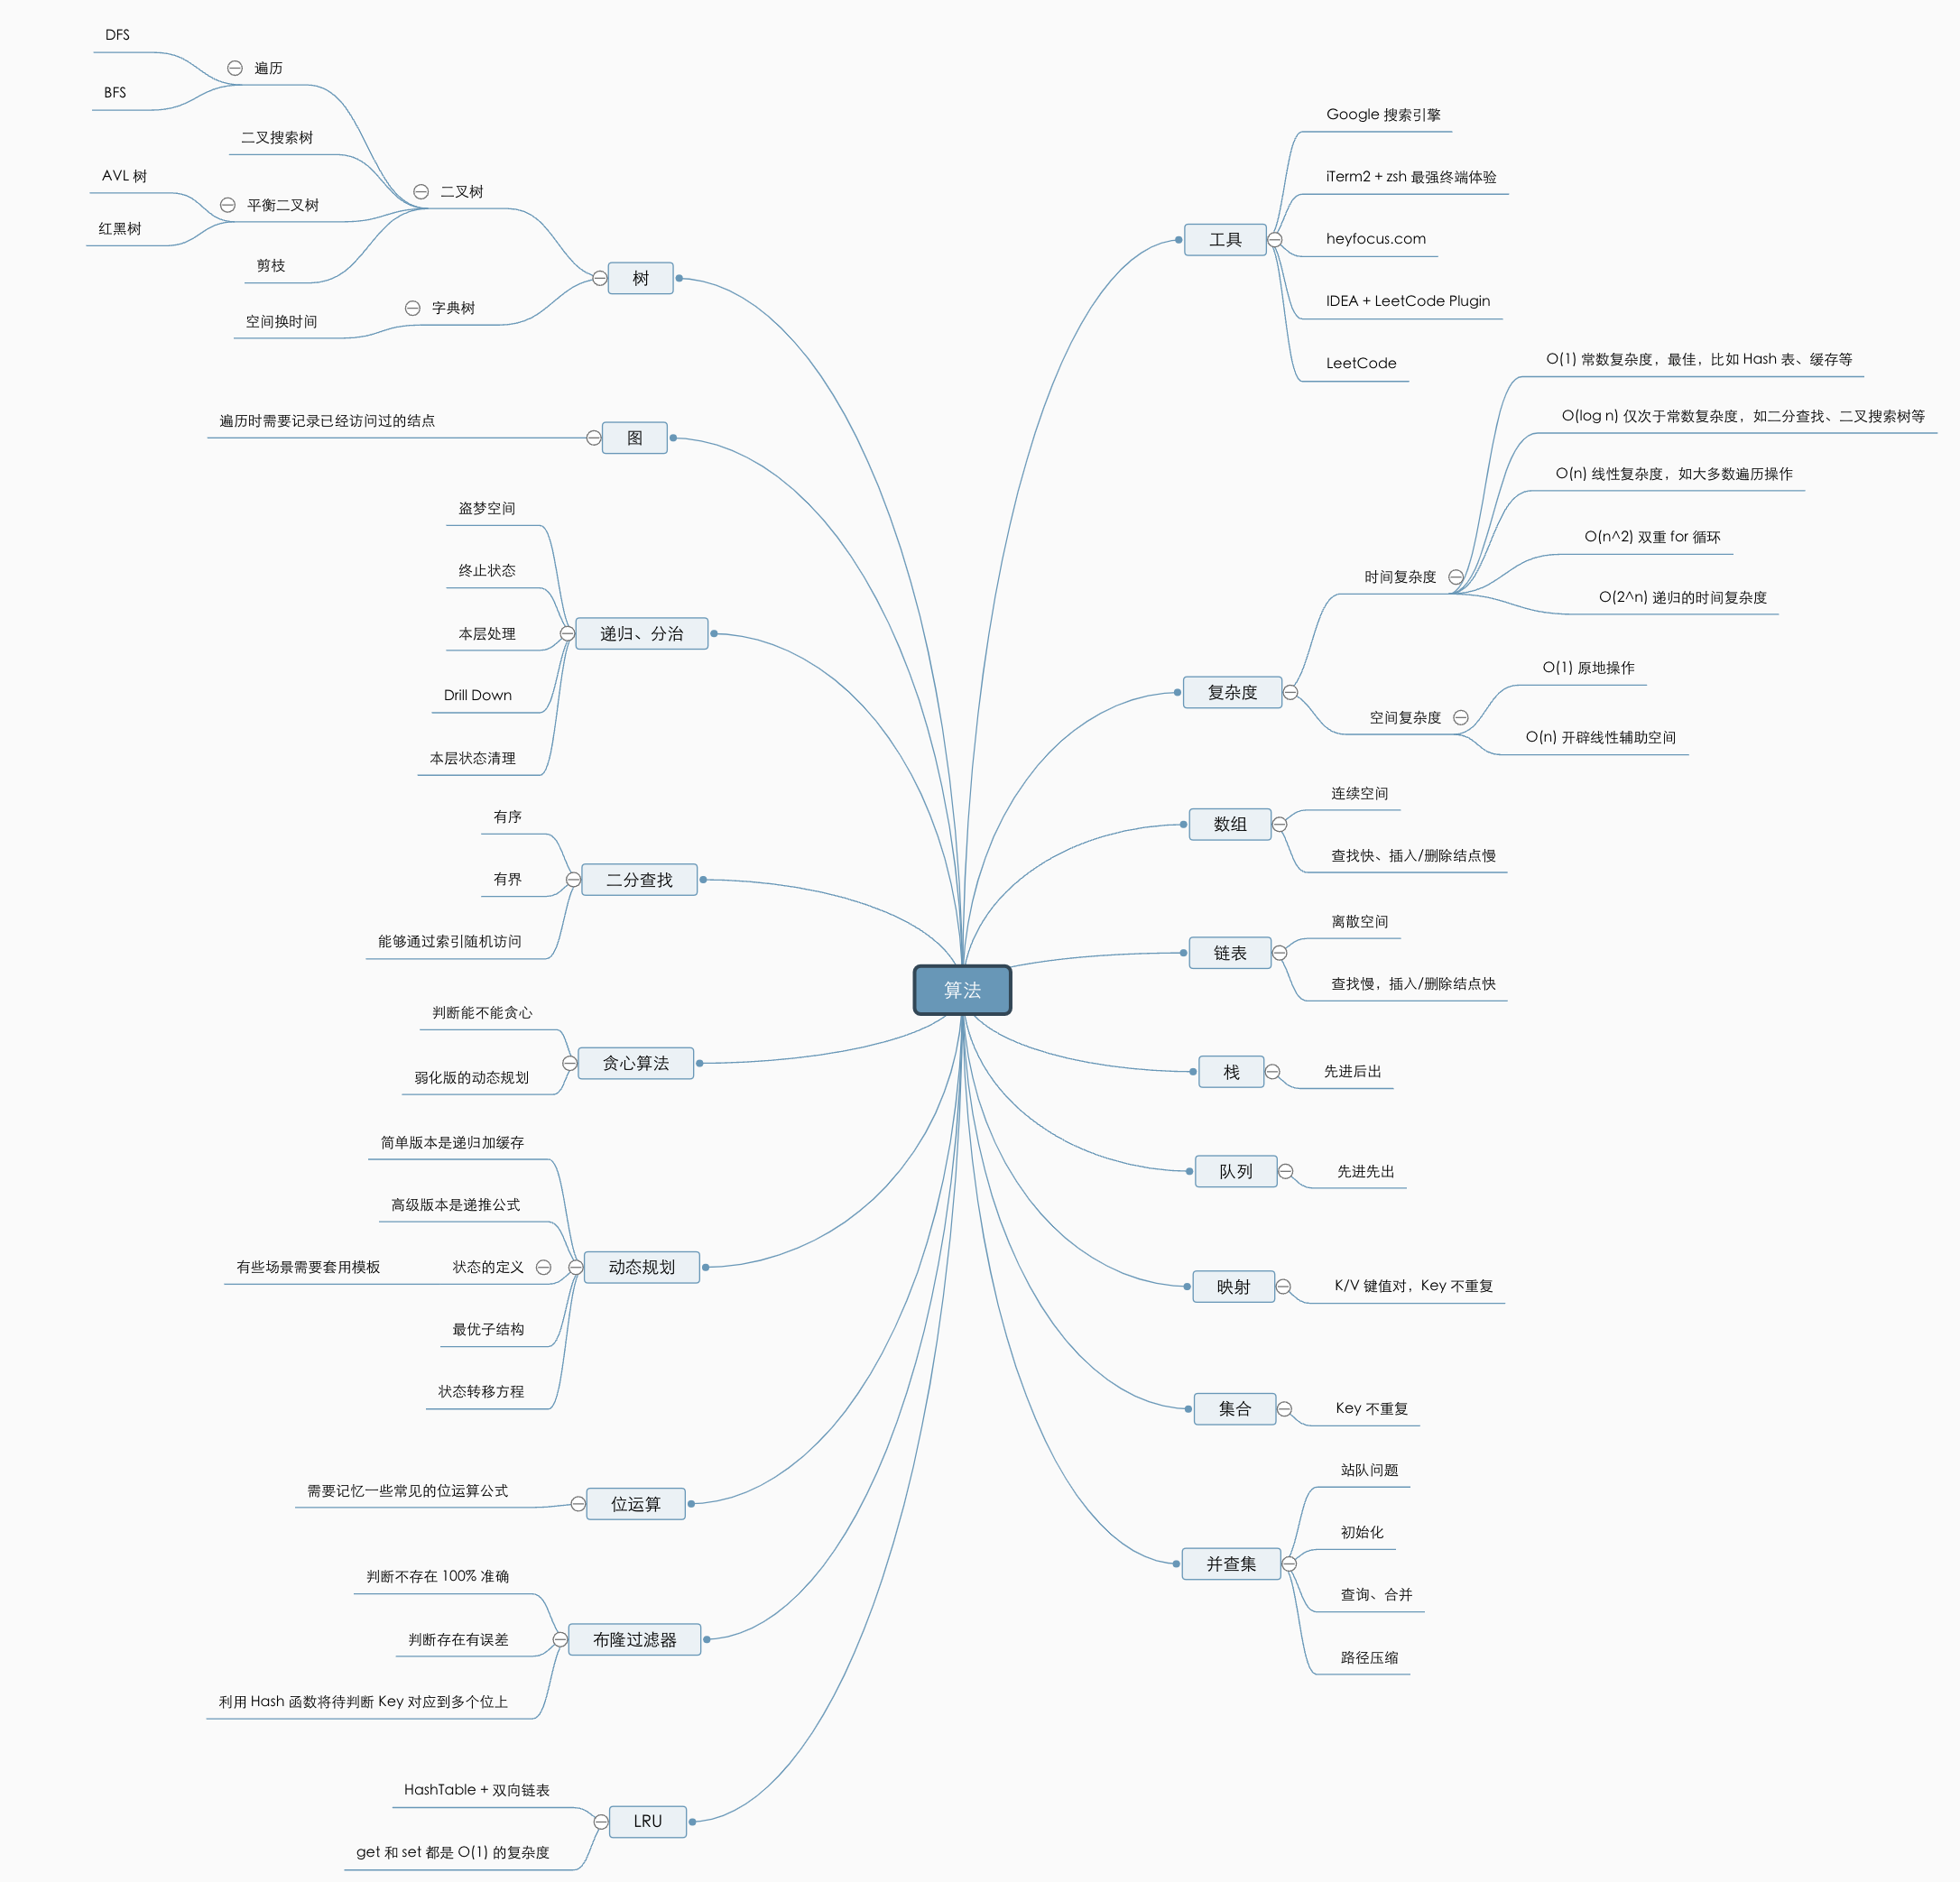 算法
工具
Google 搜索引擎
iTerm2 + zsh 最强终端体验
heyfocus.com
IDEA + LeetCode Plugin
LeetCode
复杂度
时间复杂度
O(1) 常数复杂度，最佳，比如 Hash 表、缓存等
O(log n) 仅次于常数复杂度，如二分查找、二叉搜索树等
O(n) 线性复杂度，如大多数遍历操作
O(n^2) 双重 for 循环
O(2^n) 递归的时间复杂度
空间复杂度
O(1) 原地操作
O(n) 开辟线性辅助空间
数组
连续空间
查找快、插入/删除结点慢
链表
离散空间
查找慢，插入/删除结点快
栈
先进后出
队列
先进先出
映射
K/V 键值对，Key 不重复
集合
Key 不重复
并查集
站队问题
初始化
查询、合并
路径压缩
树
二叉树
遍历
DFS
BFS
二叉搜索树
平衡二叉树
AVL 树
红黑树
剪枝
字典树
空间换时间
图
遍历时需要记录已经访问过的结点
递归、分治
盗梦空间
终止状态
本层处理
Drill Down
本层状态清理
二分查找
有序
有界
能够通过索引随机访问
贪心算法
判断能不能贪心
弱化版的动态规划
动态规划
简单版本是递归加缓存
高级版本是递推公式
状态的定义
有些场景需要套用模板
最优子结构
状态转移方程
位运算
需要记忆一些常见的位运算公式
布隆过滤器
判断不存在 100% 准确
判断存在有误差
利用 Hash 函数将待判断 Key 对应到多个位上
LRU
HashTable + 双向链表
get 和 set 都是 O(1) 的复杂度